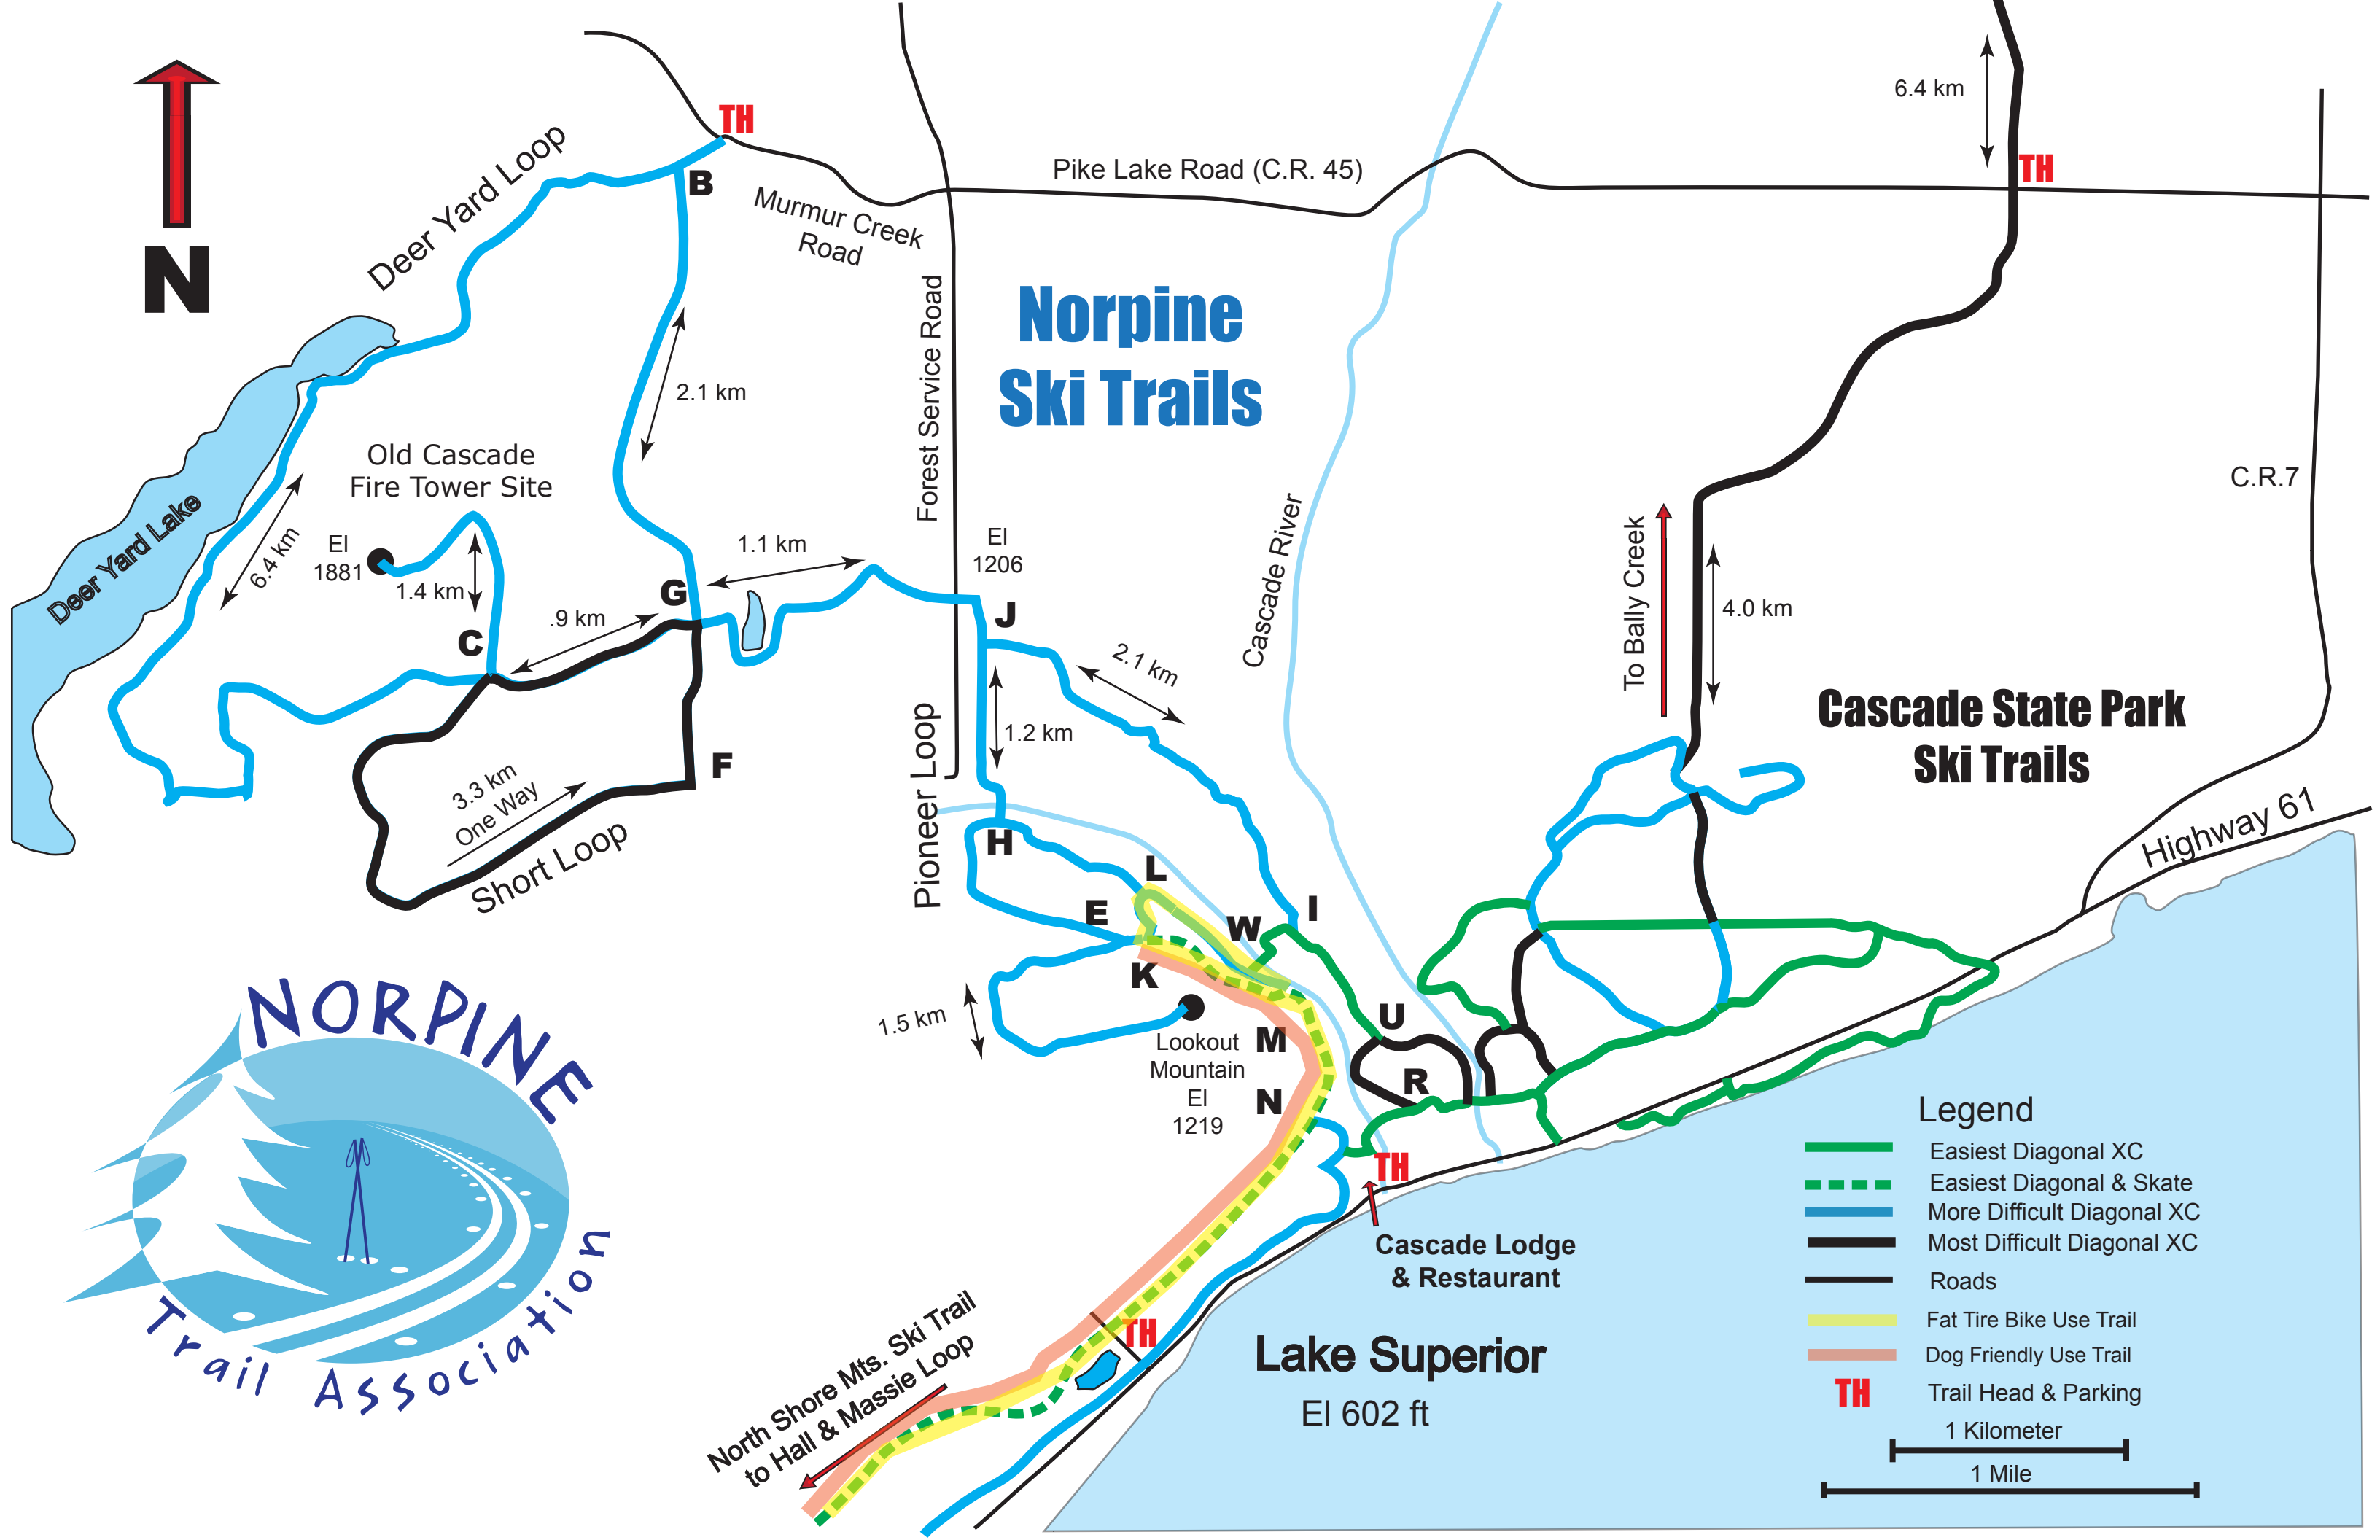 TH
6.4 km
TH
Deer Yard Loop
B
Pike Lake Road (C.R. 45)
Murmur Creek
Road
N
Norpine
Ski Trails
Forest Service Road
2.1 km
Old Cascade
Fire Tower Site
C.R.7
Deer Yard Lake
6.4 km
El
1881
1.4 km
1.1 km
El
1206
Cascade River
To Bally Creek
G
.9 km
C
J
4.0 km
2.1 km
Cascade State Park
Ski Trails
1.2 km
Pioneer Loop
F
3.3 km
One Way
Short Loop
Highway 61
H
L
E
W
I
K
1.5 km
U
M
Lookout
Mountain
El
1219
R
N
NORPINE
Trail Association
TH
Cascade Lodge
& Restaurant
TH
North Shore Mts. Ski Trail
to Hall & Massie Loop
Lake Superior
El 602 ft
Legend
Easiest Diagonal XC
Easiest Diagonal & Skate
More Difficult Diagonal XC
Most Difficult Diagonal XC
Roads
Fat Tire Bike Use Trail
Dog Friendly Use Trail
TH Trail Head & Parking
1 Kilometer
1 Mile